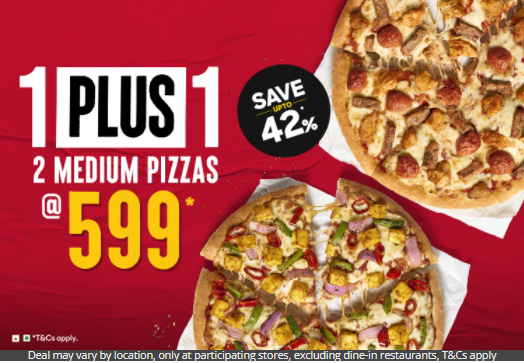 1 PLUS 1
2 MEDIUM PIZZAS
@ 599*
SAVE
UPTO
42%*
*T&Cs apply.
Deal may vary by location, only at participating stores, excluding dine-in restaurants, T&Cs apply